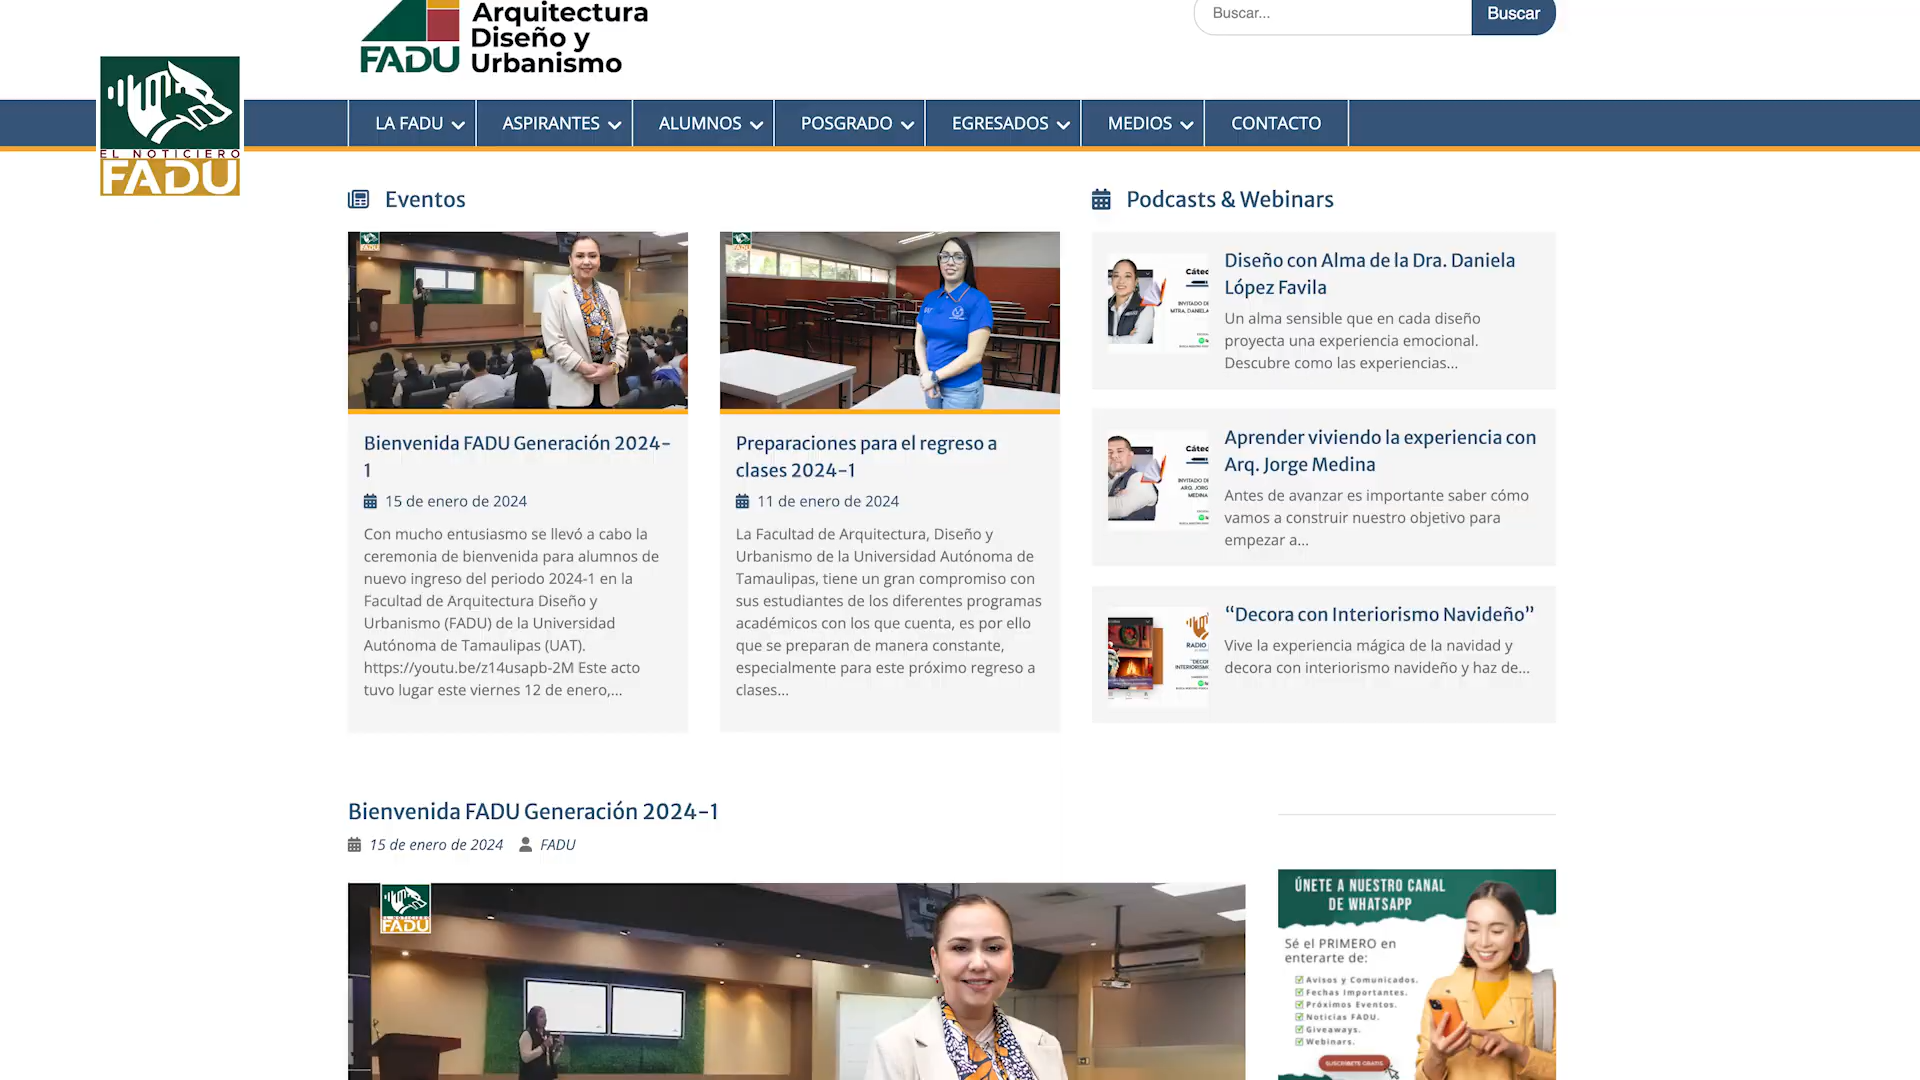 Arquitectura
Diseño y
Urbanismo
FADU
Buscar...
Buscar
EL NOTICIERO
FADU
LA FADU
ASPIRANTES
ALUMNOS
POSGRADO
EGRESADOS
MEDIOS
CONTACTO
Eventos
Bienvenida FADU Generación 2024-
1
15 de enero de 2024
Con mucho entusiasmo se llevó a cabo la
ceremonia de bienvenida para alumnos de
nuevo ingreso del periodo 2024-1 en la
Facultad de Arquitectura Diseño y
Urbanismo (FADU) de la Universidad
Autónoma de Tamaulipas (UAT).
https://youtu.be/z14usapb-2M Este acto
tuvo lugar este viernes 12 de enero,...
Preparaciones para el regreso a
clases 2024-1
11 de enero de 2024
La Facultad de Arquitectura, Diseño y
Urbanismo de la Universidad Autónoma de
Tamaulipas, tiene un gran compromiso con
sus estudiantes de los diferentes programas
académicos con los que cuenta, es por ello
que se preparan de manera constante,
especialmente para este próximo regreso a
clases...
Podcasts & Webinars
Diseño con Alma de la Dra. Daniela
López Favila
Un alma sensible que en cada diseño
proyecta una experiencia emocional.
Descubre como las experiencias...
Aprender viviendo la experiencia con
Arq. Jorge Medina
Antes de avanzar es importante saber cómo
vamos a construir nuestro objetivo para
empezar a...
“Decora con Interiorismo Navideño”
Vive la experiencia mágica de la navidad y
decora con interiorismo navideño y haz de...
Bienvenida FADU Generación 2024-1
15 de enero de 2024
FADU
FADU
ÚNETE A NUESTRO CANAL
DE WHATSAPP
Sé el PRIMERO en
enterarte de:
Avisos y Comunicados.
Fechas Importantes.
Próximos Eventos.
Noticias FADU.
Giveaways.
Webinars.
SUSCRIBETE GRATIS